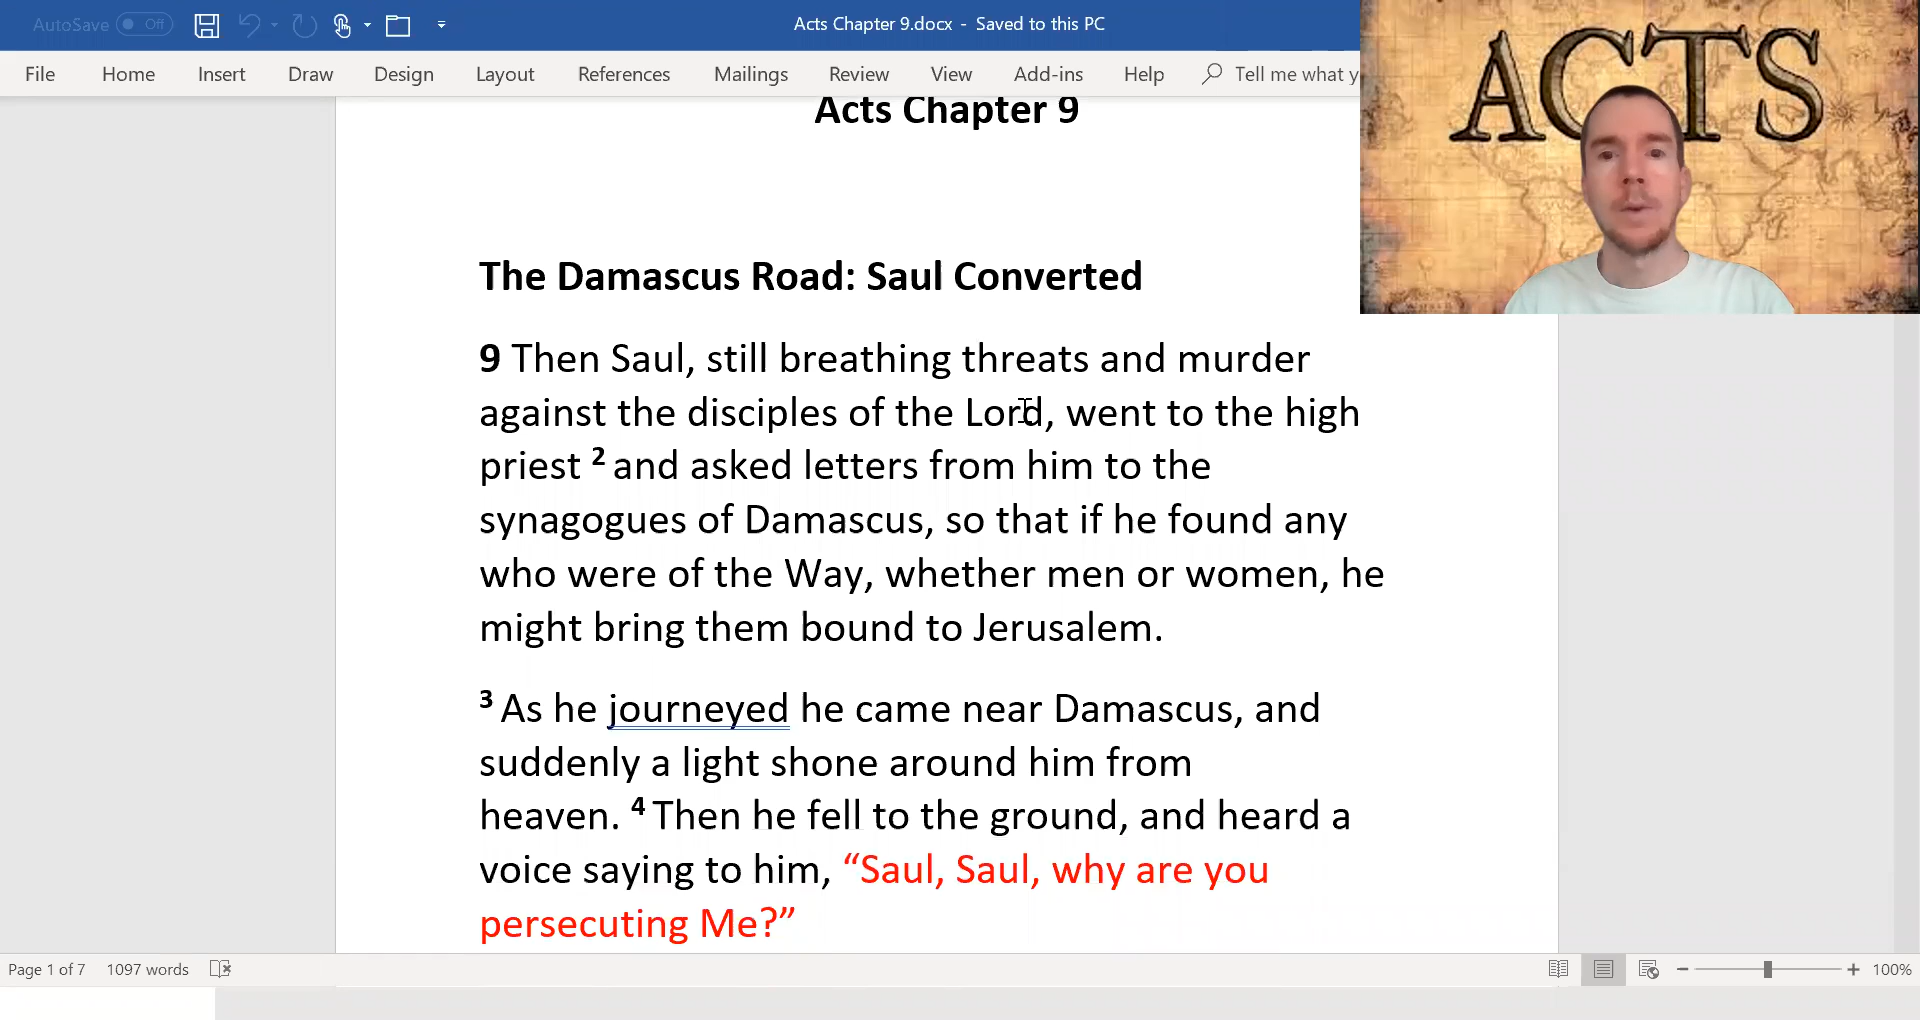 AutoSave Off
Acts Chapter 9.docx - Saved to this PC
File Home Insert Draw Design Layout References Mailings Review View Add-ins Help Tell me what y
ACTS
Acts Chapter 9
The Damascus Road: Saul Converted
9 Then Saul, still breathing threats and murder
against the disciples of the Lord, went to the high
priest 2 and asked letters from him to the
synagogues of Damascus, so that if he found any
who were of the Way, whether men or women, he
might bring them bound to Jerusalem.
3 As he journeyed he came near Damascus, and
suddenly a light shone around him from
heaven. 4 Then he fell to the ground, and heard a
voice saying to him, “Saul, Saul, why are you
persecuting Me?”
Page 1 of 7 1097 words 100%